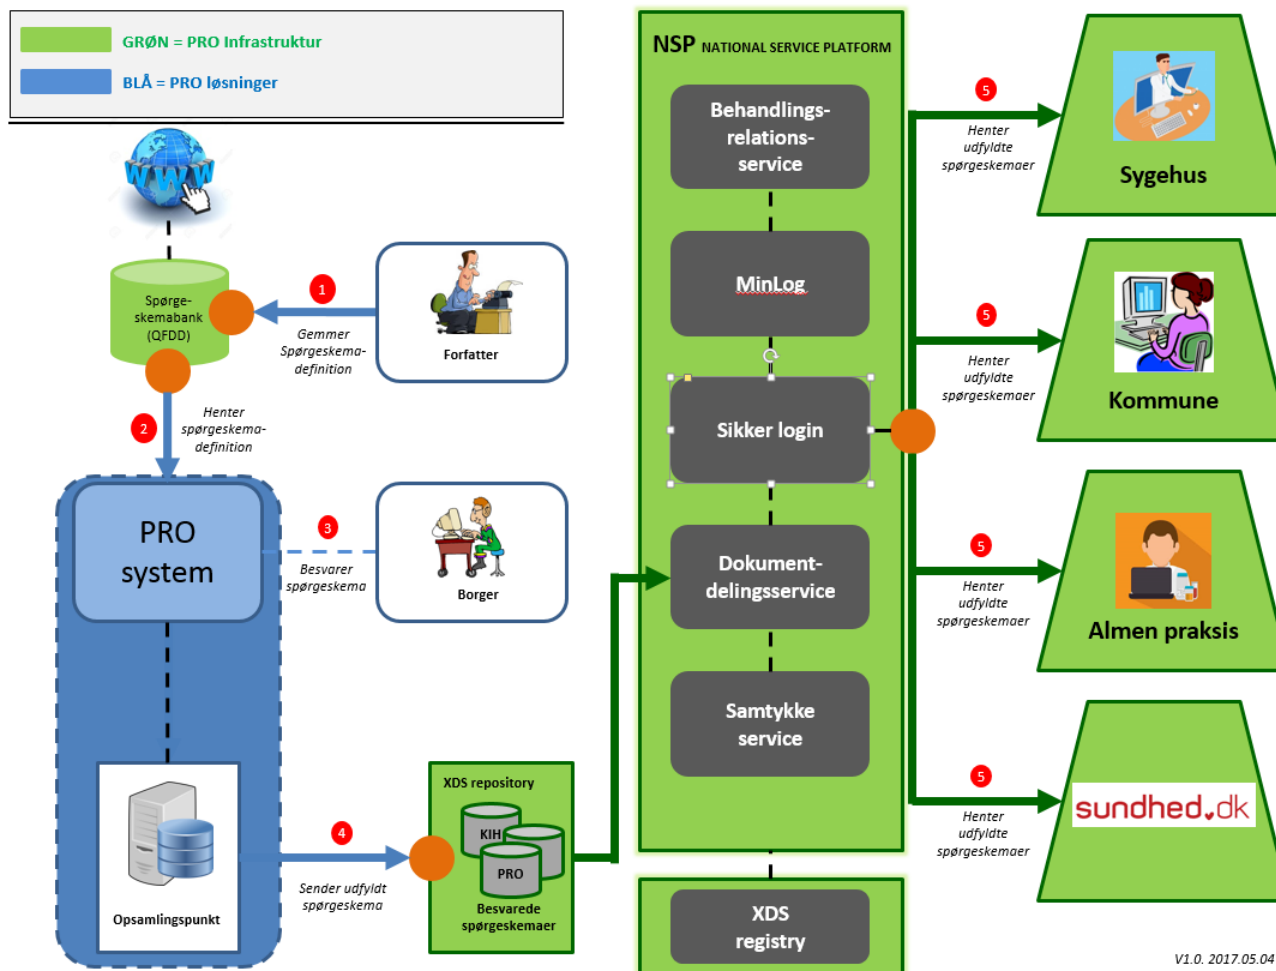 GRØN = PRO Infrastruktur
BLÅ = PRO løsninger
WWW
Spørge-
skemabank
(QFDD)
1
Gemmer
Spørgeskema-
definition
Forfatter
2
Henter
spørgeskema-
definition
PRO
system
3
Besvarer
spørgeskema
Borger
Opsamlingspunkt
4
Sender udfyldt
spørgeskema
XDS repository
KIH
PRO
Besvarede
spørgeskemaer
NSP NATIONAL SERVICE PLATFORM
Behandlings-
relations-
service
MinLog
Sikker login
Dokument-
delingsservice
Samtykke
service
XDS
registry
5
Henter
udfyldte
spørgeskemaer
Sygehus
5
Henter
udfyldte
spørgeskemaer
Kommune
5
Henter
udfyldte
spørgeskemaer
Almen praksis
5
Henter
udfyldte
spørgeskemaer
sundhed.dk
V1.0. 2017.05.04